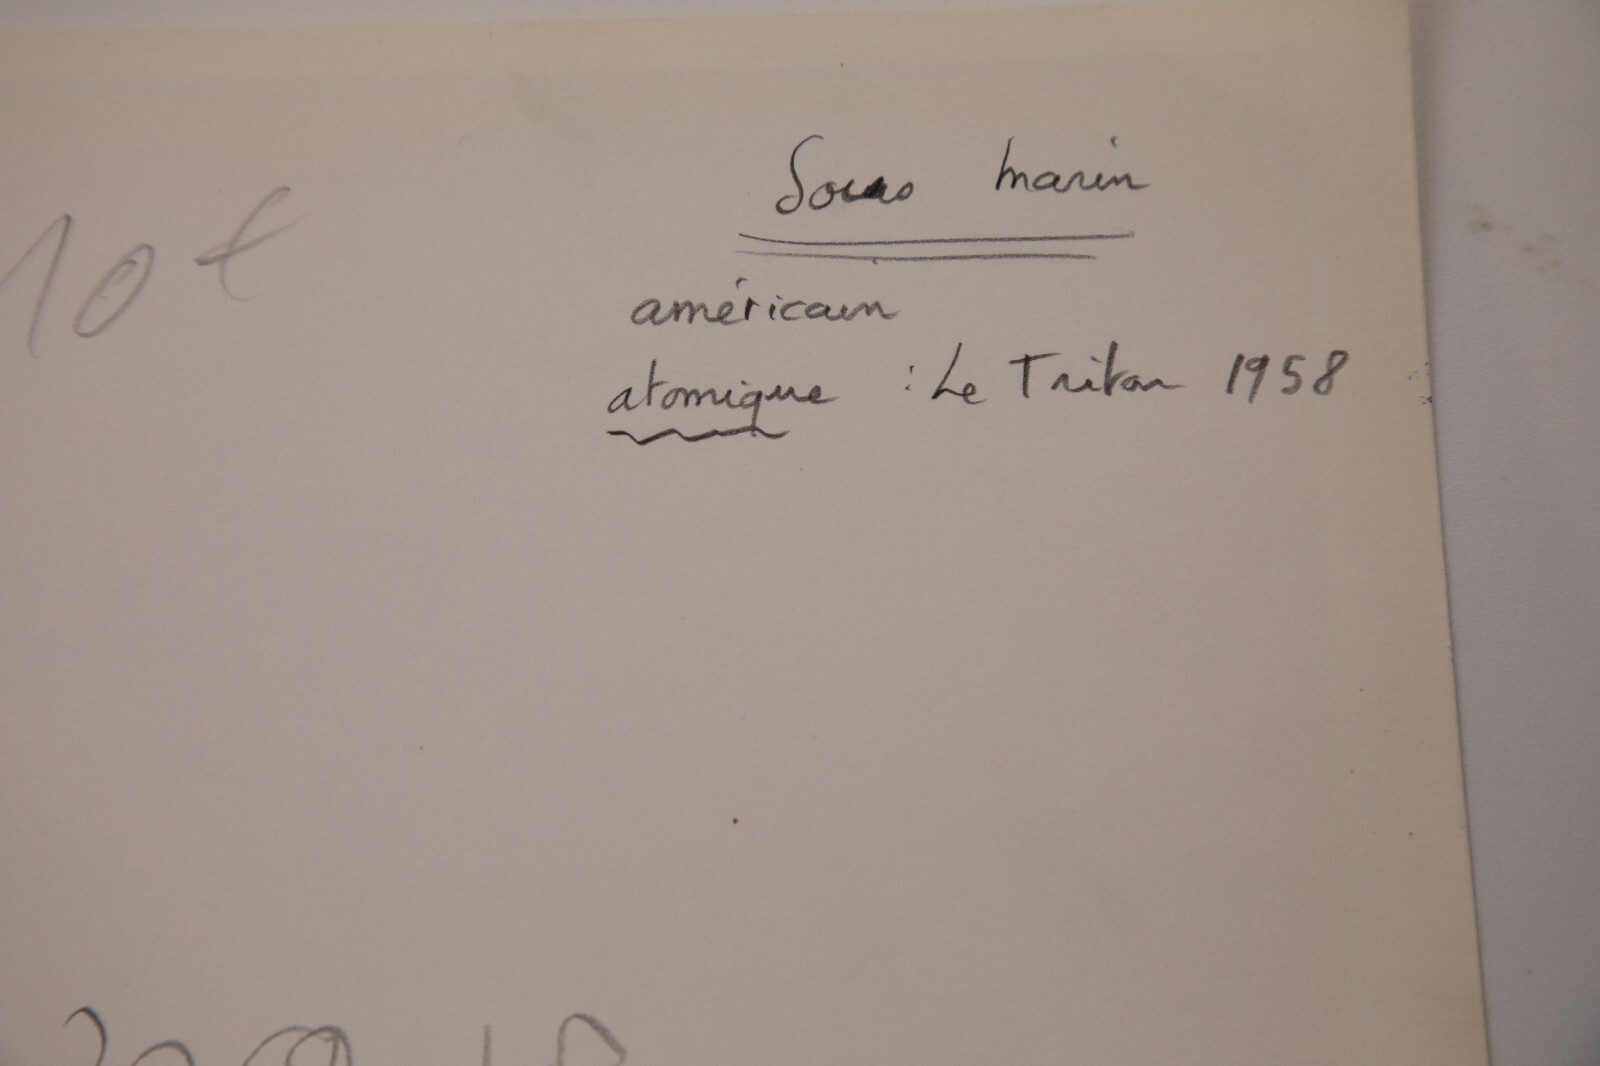 Sous marin
10€
américain
atomique : Le Triton 1958